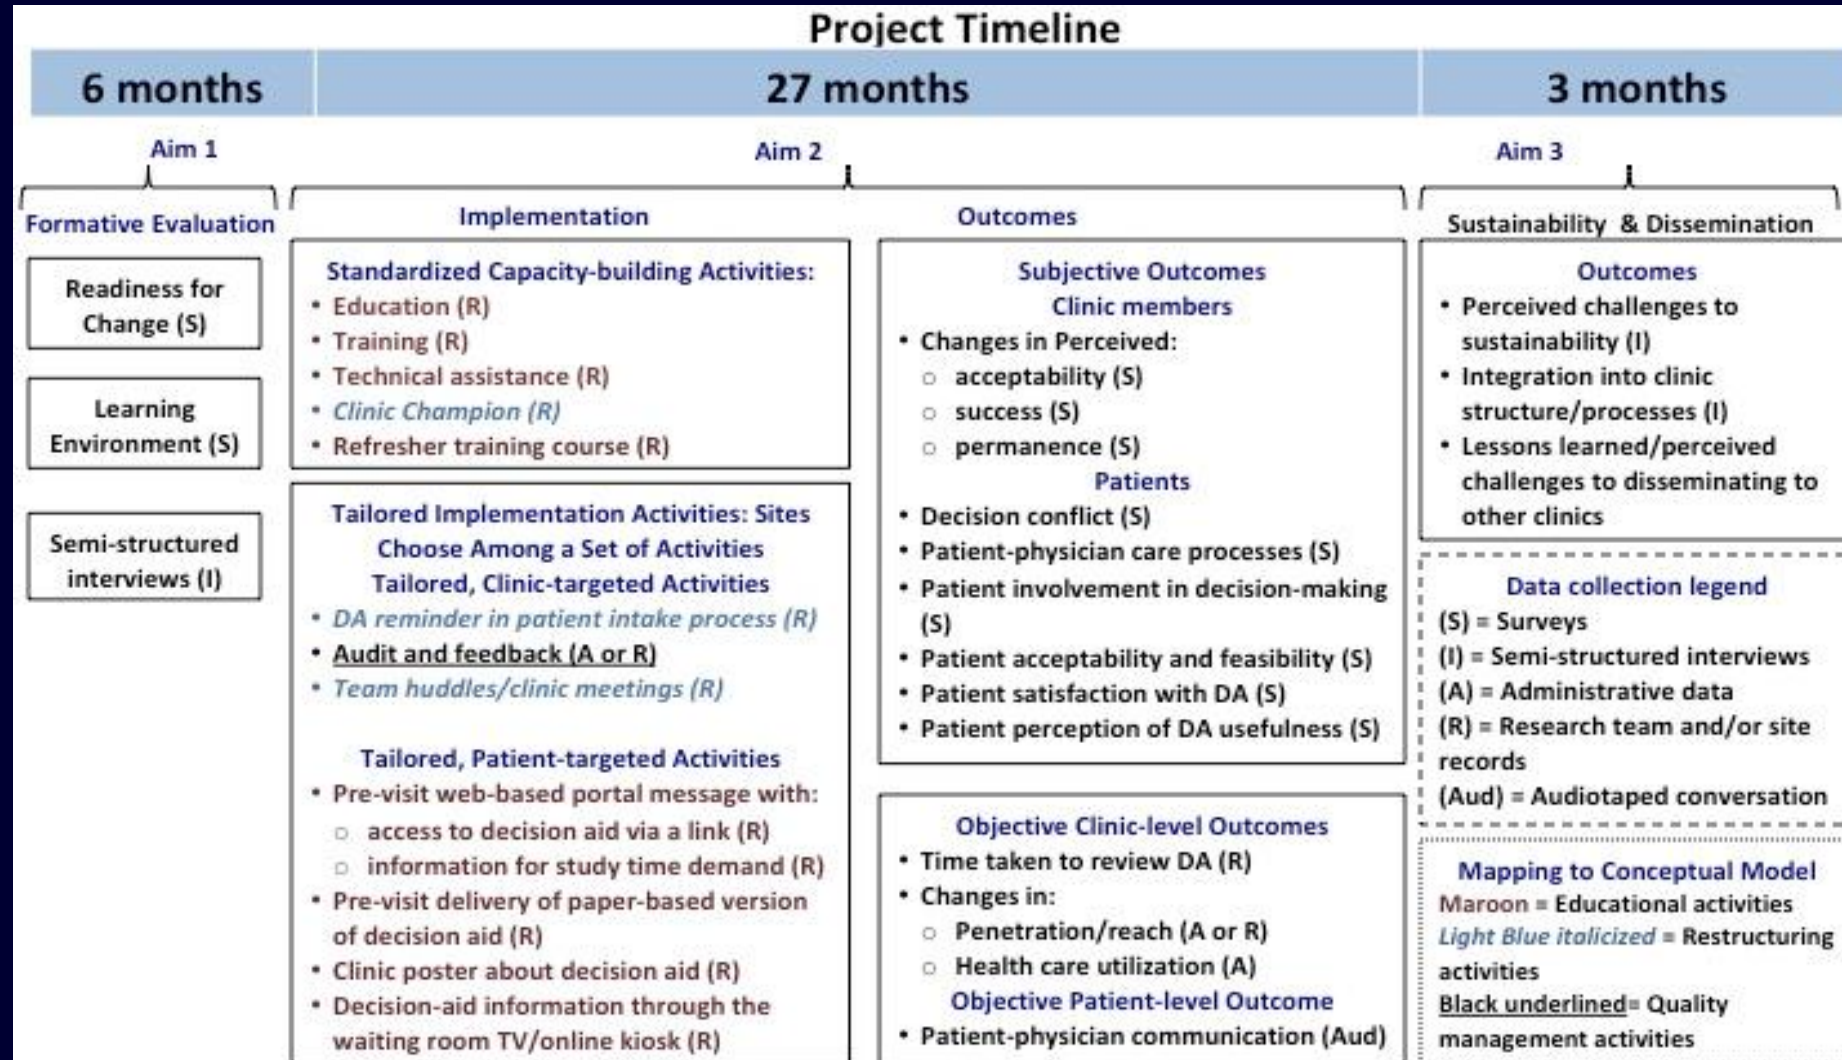 Project Timeline
6 months
27 months
3 months
Aim 1
Aim 2
Aim 3
Formative Evaluation
Readiness for
Change (S)
Learning
Environment (S)
Semi-structured
interviews (I)
Implementation
Standardized Capacity-building Activities:
• Education (R)
• Training (R)
• Technical assistance (R)
• Clinic Champion (R)
• Refresher training course (R)
Tailored Implementation Activities: Sites
Choose Among a Set of Activities
Tailored, Clinic-targeted Activities
• DA reminder in patient intake process (R)
• Audit and feedback (A or R)
• Team huddles/clinic meetings (R)
Tailored, Patient-targeted Activities
• Pre-visit web-based portal message with:
○ access to decision aid via a link (R)
○ information for study time demand (R)
• Pre-visit delivery of paper-based version
of decision aid (R)
• Clinic poster about decision aid (R)
• Decision-aid information through the
waiting room TV/online kiosk (R)
Outcomes
Subjective Outcomes
Clinic members
• Changes in Perceived:
○ acceptability (S)
○ success (S)
○ permanence (S)
Patients
• Decision conflict (S)
• Patient-physician care processes (S)
• Patient involvement in decision-making
(S)
• Patient acceptability and feasibility (S)
• Patient satisfaction with DA (S)
• Patient perception of DA usefulness (S)
Objective Clinic-level Outcomes
• Time taken to review DA (R)
• Changes in:
○ Penetration/reach (A or R)
○ Health care utilization (A)
Objective Patient-level Outcome
• Patient-physician communication (Aud)
Sustainability & Dissemination
Outcomes
• Perceived challenges to
sustainability (I)
• Integration into clinic
structure/processes (I)
• Lessons learned/perceived
challenges to disseminating to
other clinics
Data collection legend
(S) = Surveys
(I) = Semi-structured interviews
(A) = Administrative data
(R) = Research team and/or site
records
(Aud) = Audiotaped conversation
Mapping to Conceptual Model
Maroon = Educational activities
Light Blue italicized = Restructuring
activities
Black underlined= Quality
management activities